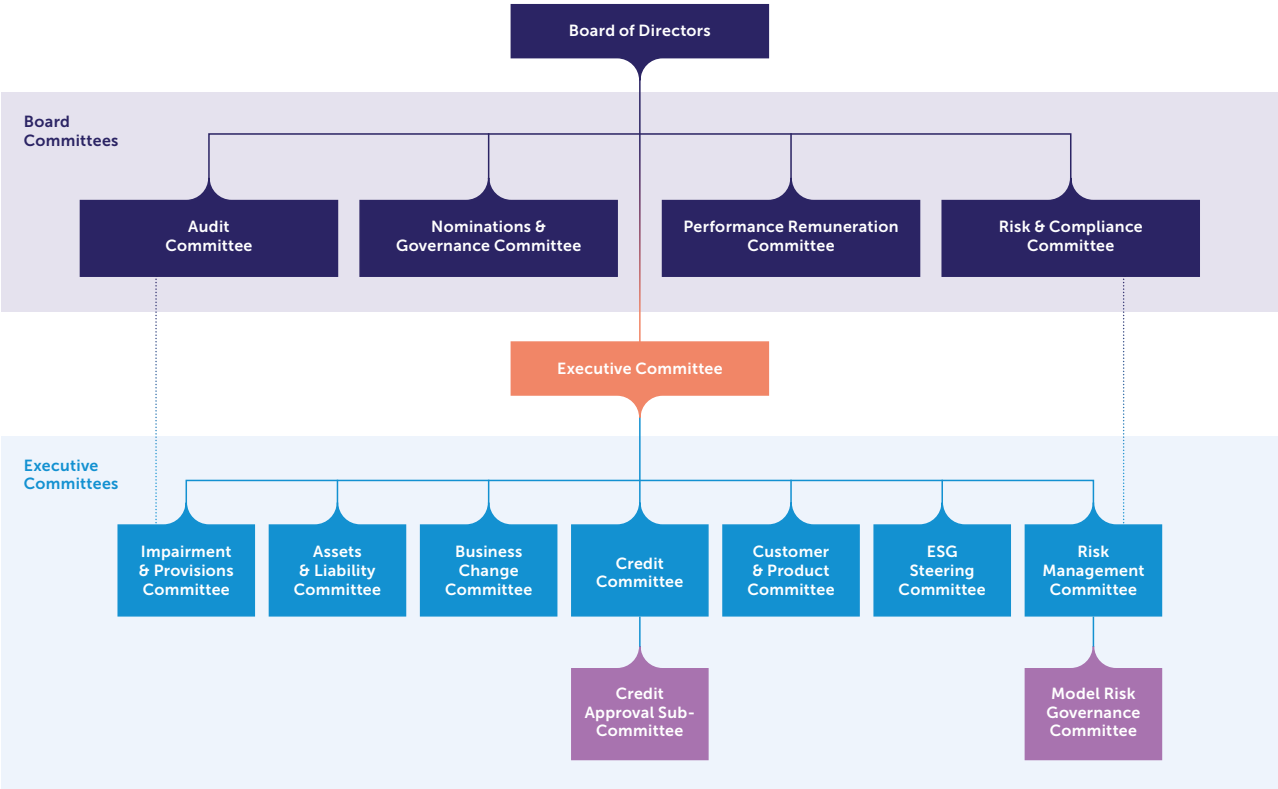 Board of Directors
Board
Committees
Audit
Committee
Nominations &
Governance Committee
Performance Remuneration
Committee
Risk & Compliance
Committee
Executive Committee
Executive
Committees
Impairment
& Provisions
Committee
Assets
& Liability
Committee
Business
Change
Committee
Credit
Committee
Customer
& Product
Committee
ESG
Steering
Committee
Risk
Management
Committee
Credit
Approval Sub-
Committee
Model Risk
Governance
Committee